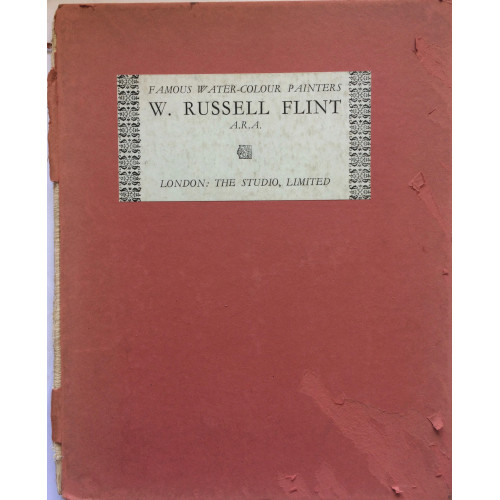 FAMOUS WATER-COLOUR PAINTERS
W. RUSSELL FLINT
A.R.A.
LONDON: THE STUDIO, LIMITED